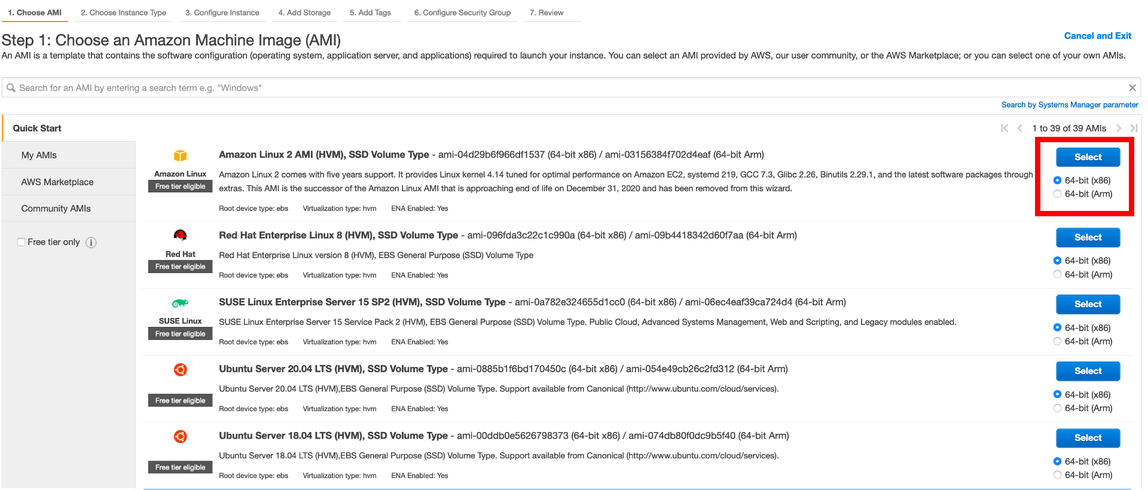 1. Choose AMI 2. Choose Instance Type 3. Configure Instance 4. Add Storage 5. Add Tags 6. Configure Security Group 7. Review
Step 1: Choose an Amazon Machine Image (AMI)
Cancel and Exit
An AMI is a template that contains the software configuration (operating system, application server, and applications) required to launch your instance. You can select an AMI provided by AWS, our user community, or the AWS Marketplace; or you can select one of your own AMIs.
Search for an AMI by entering a search term e.g. "Windows"
Search by Systems Manager parameter
Quick Start
1 to 39 of 39 AMIs
My AMIs
AWS Marketplace
Community AMIs
Free tier only
Amazon Linux
Free tier eligible
Amazon Linux 2 AMI (HVM), SSD Volume Type - ami-04d29b6f966df1537 (64-bit x86) / ami-03156384f702d4eaf (64-bit Arm)
Amazon Linux 2 comes with five years support. It provides Linux kernel 4.14 tuned for optimal performance on Amazon EC2, systemd 219, GCC 7.3, Glibc 2.26, Binutils 2.29.1, and the latest software packages through
extras. This AMI is the successor of the Amazon Linux AMI that is approaching end of life on December 31, 2020 and has been removed from this wizard.
Root device type: ebs Virtualization type: hvm ENA Enabled: Yes
Select
64-bit (x86)
64-bit (Arm)
Red Hat
Free tier eligible
Red Hat Enterprise Linux 8 (HVM), SSD Volume Type - ami-096fda3c22c1c990a (64-bit x86) / ami-09b4418342d60f7aa (64-bit Arm)
Red Hat Enterprise Linux version 8 (HVM), EBS General Purpose (SSD) Volume Type
Root device type: ebs Virtualization type: hvm ENA Enabled: Yes
Select
64-bit (x86)
64-bit (Arm)
SUSE Linux
Free tier eligible
SUSE Linux Enterprise Server 15 SP2 (HVM), SSD Volume Type - ami-0a782e324655d1cc0 (64-bit x86) / ami-06ec4eaf39ca724d4 (64-bit Arm)
SUSE Linux Enterprise Server 15 Service Pack 2 (HVM), EBS General Purpose (SSD) Volume Type. Public Cloud, Advanced Systems Management, Web and Scripting, and Legacy modules enabled.
Root device type: ebs Virtualization type: hvm ENA Enabled: Yes
Select
64-bit (x86)
64-bit (Arm)
Free tier eligible
Ubuntu Server 20.04 LTS (HVM), SSD Volume Type - ami-0885b1f6bd170450c (64-bit x86) / ami-054e49cb26c2fd312 (64-bit Arm)
Ubuntu Server 20.04 LTS (HVM),EBS General Purpose (SSD) Volume Type. Support available from Canonical (http://www.ubuntu.com/cloud/services).
Root device type: ebs Virtualization type: hvm ENA Enabled: Yes
Select
64-bit (x86)
64-bit (Arm)
Free tier eligible
Ubuntu Server 18.04 LTS (HVM), SSD Volume Type - ami-00ddb0e5626798373 (64-bit x86) / ami-074db80f0dc9b5f40 (64-bit Arm)
Ubuntu Server 18.04 LTS (HVM),EBS General Purpose (SSD) Volume Type. Support available from Canonical (http://www.ubuntu.com/cloud/services).
Root device type: ebs Virtualization type: hvm ENA Enabled: Yes
Select
64-bit (x86)
64-bit (Arm)